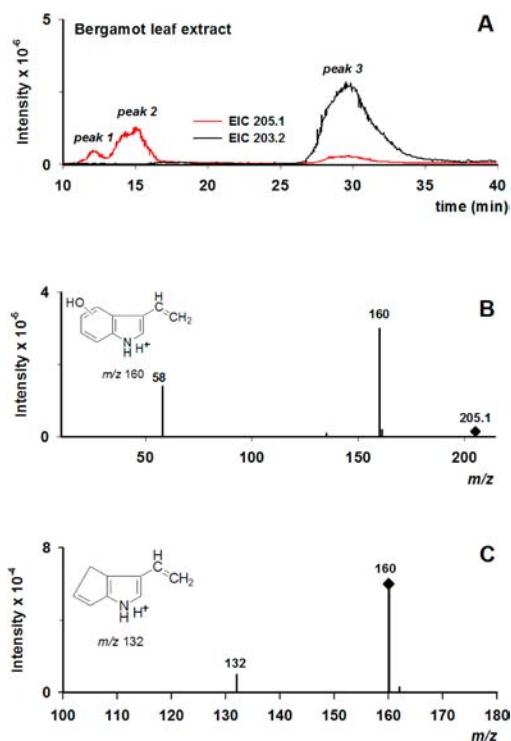 Bergamot leaf extract
A
Intensity x 10⁻⁶
5
0
peak 1
peak 2
peak 3
EIC 205.1
EIC 203.2
10 15 20 25 30 35 40
time (min)
B
Intensity x 10⁻⁶
4
0
HO
H
C
CH₂
N
H H⁺
m/z 160
58
160
205.1
50 100 150 200
m/z
C
Intensity x 10⁻⁴
8
0
H
C
CH₂
N
H H⁺
m/z 132
132
160
100 110 120 130 140 150 160 170 180
m/z